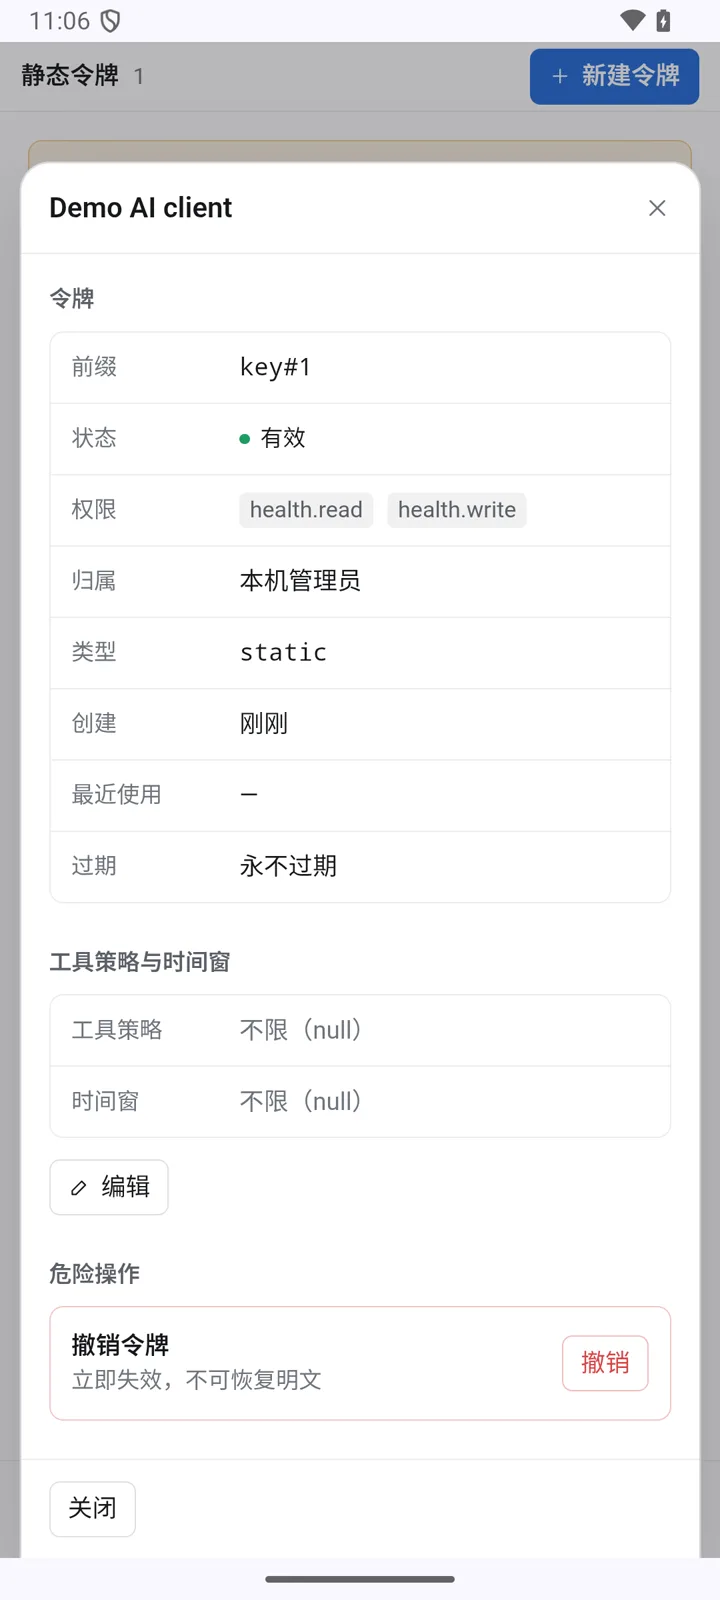 11:06
静态令牌 1
+ 新建令牌
Demo AI client
令牌
前缀 key#1
状态 有效
权限 health.read health.write
归属 本机管理员
类型 static
创建 刚刚
最近使用 —
过期 永不过期
工具策略与时间窗
工具策略 不限（null）
时间窗 不限（null）
编辑
危险操作
撤销令牌
立即失效，不可恢复明文
撤销
关闭